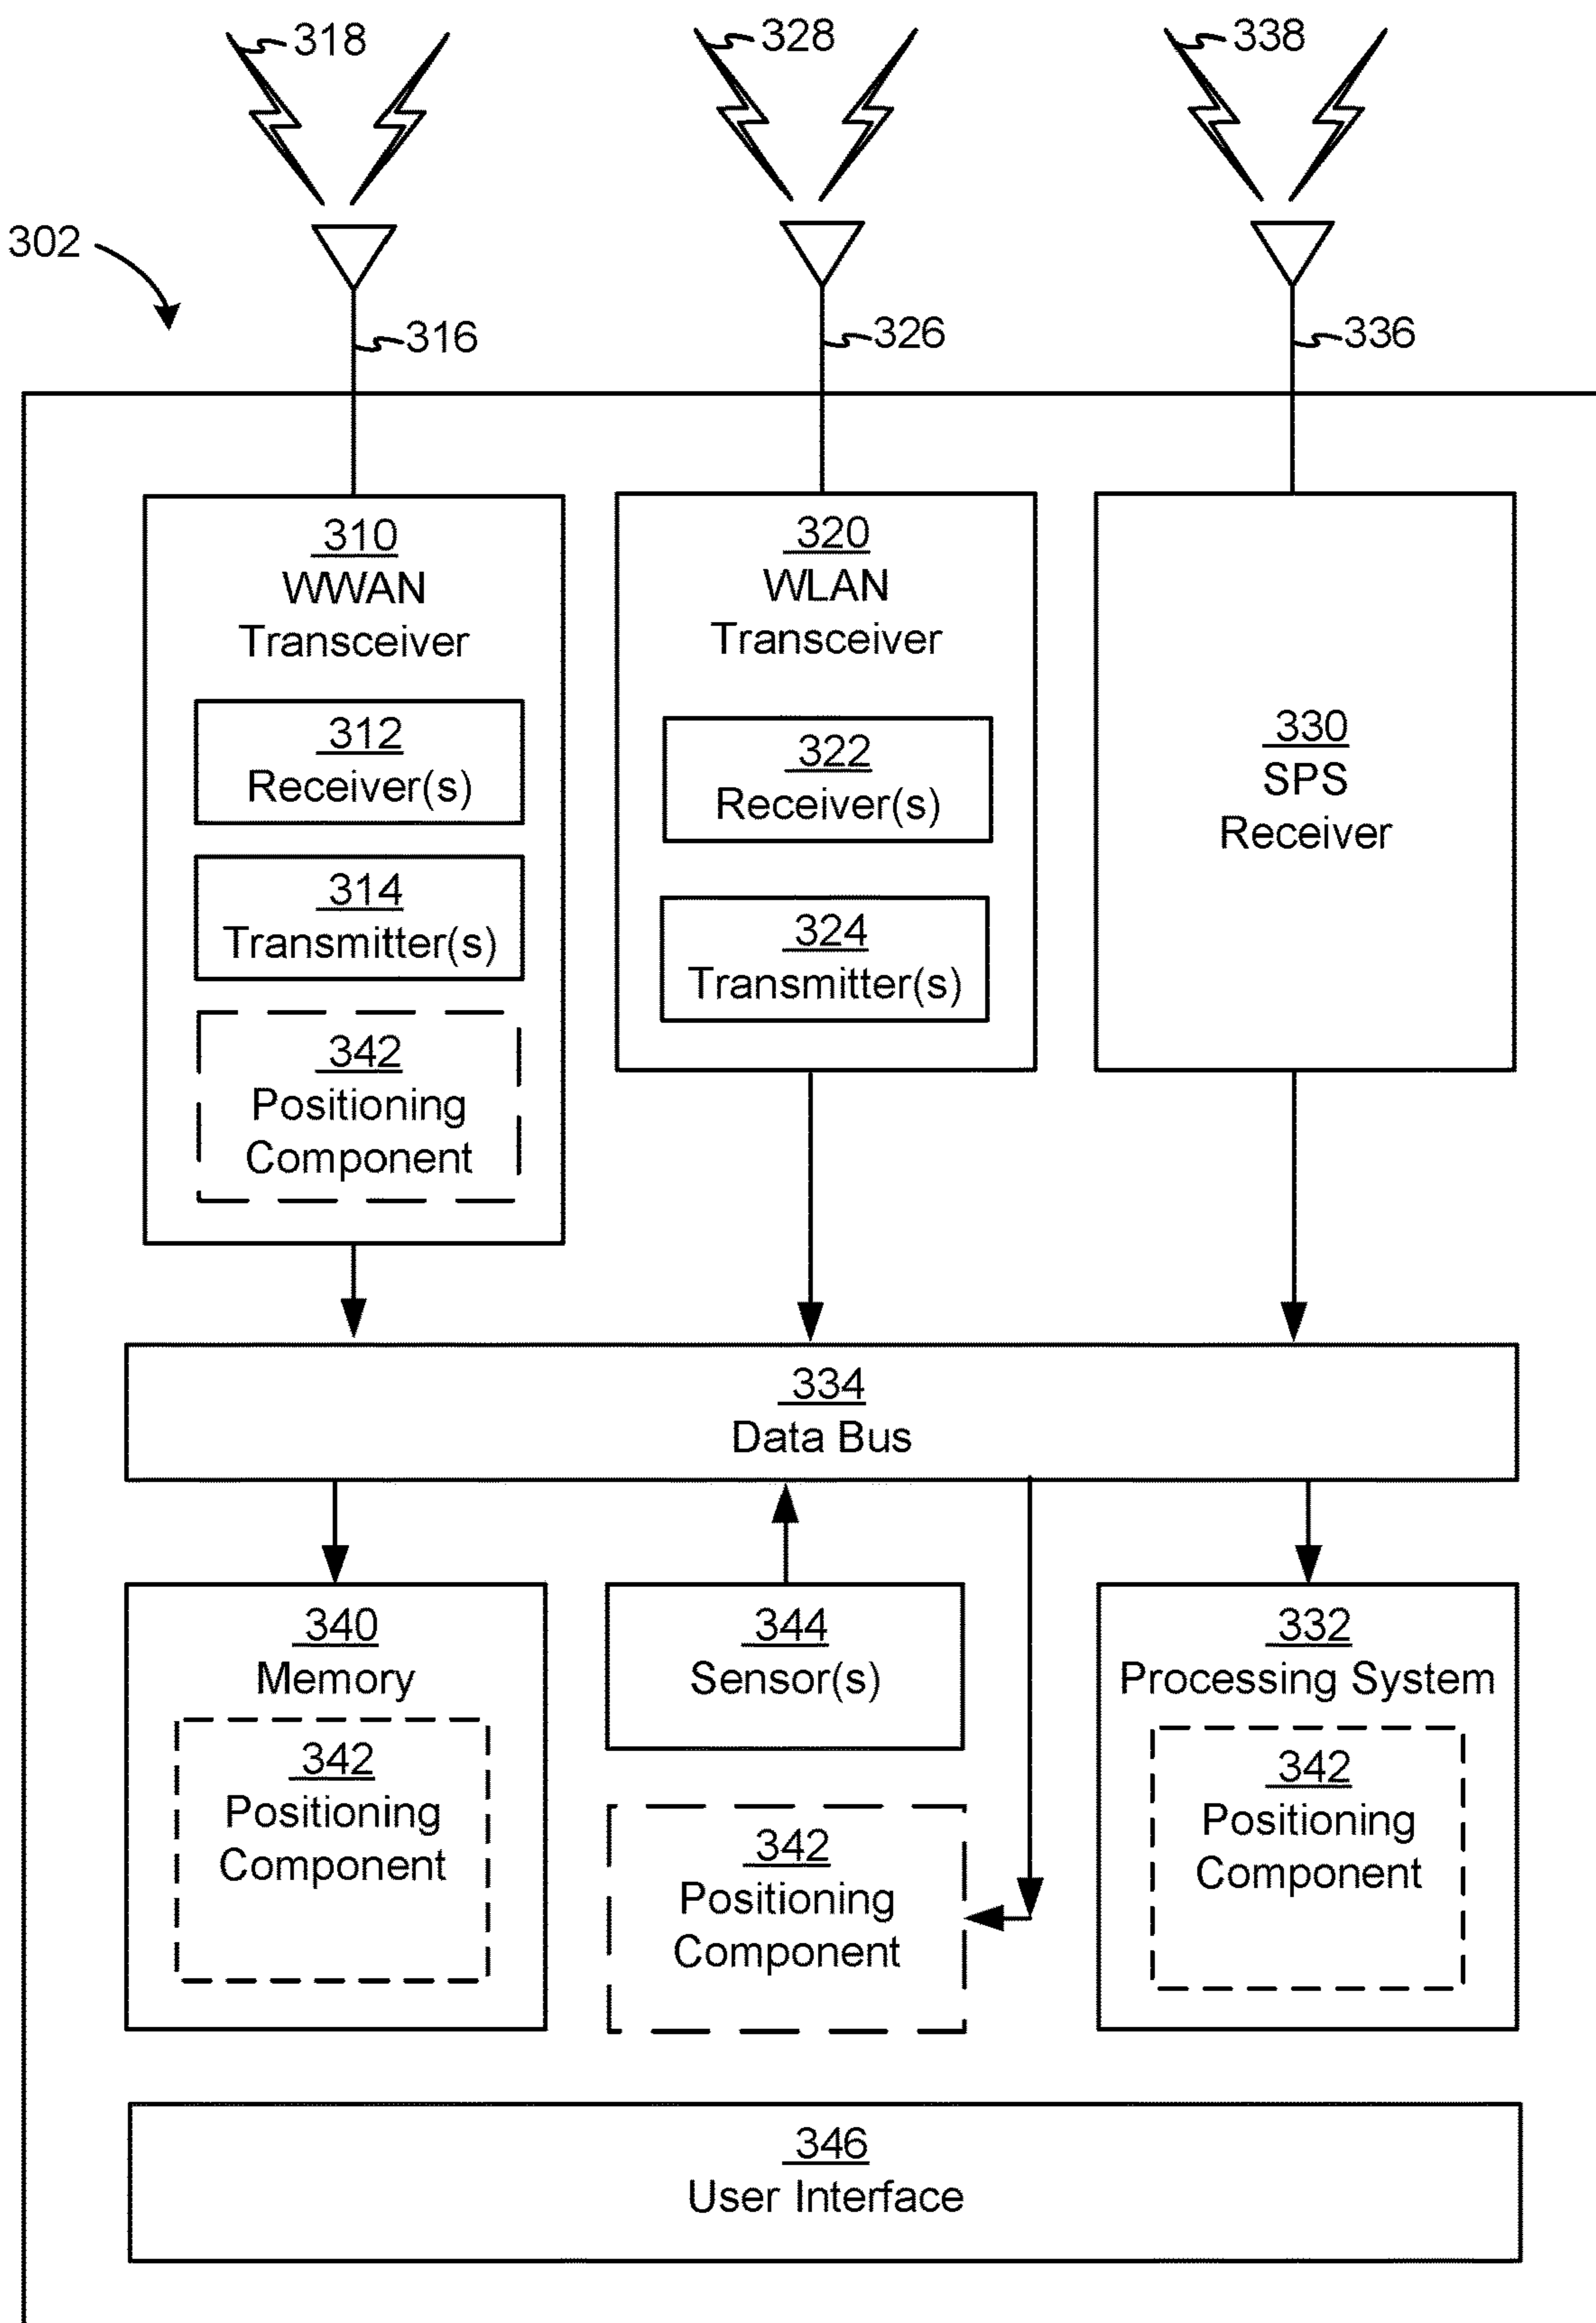 318
328
338
302
316
326
336
310
WWAN
Transceiver
312
Receiver(s)
314
Transmitter(s)
342
Positioning
Component
320
WLAN
Transceiver
322
Receiver(s)
324
Transmitter(s)
330
SPS
Receiver
334
Data Bus
340
Memory
342
Positioning
Component
344
Sensor(s)
342
Positioning
Component
332
Processing System
342
Positioning
Component
346
User Interface